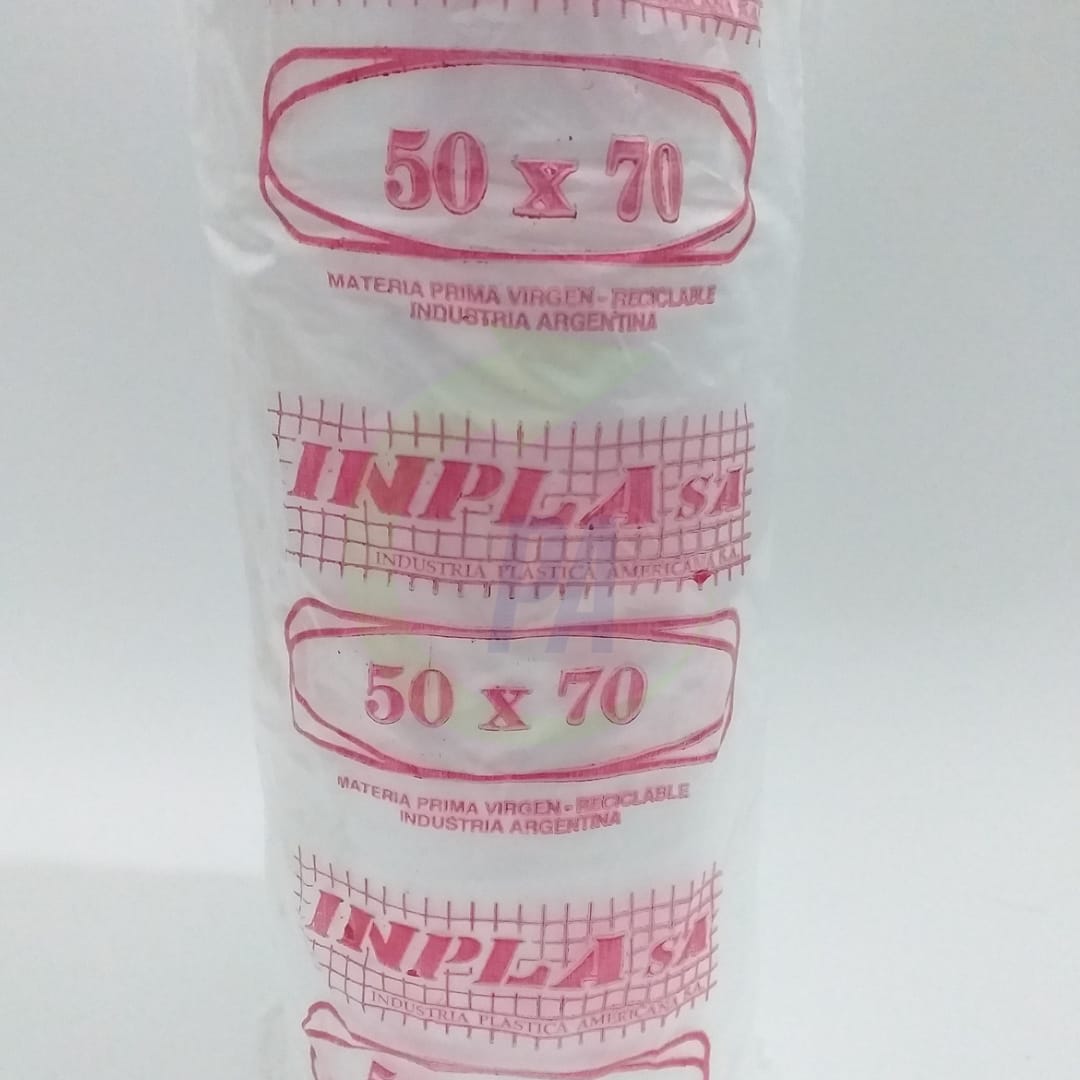 50 x 70
MATERIA PRIMA VIRGEN - RECICLABLE
INDUSTRIA ARGENTINA
INPLA SA
INDUSTRIA PLASTICA AMERICANA S.A.
PA
50 x 70
MATERIA PRIMA VIRGEN - RECICLABLE
INDUSTRIA ARGENTINA
INPLA SA
INDUSTRIA PLASTICA AMERICANA S.A.